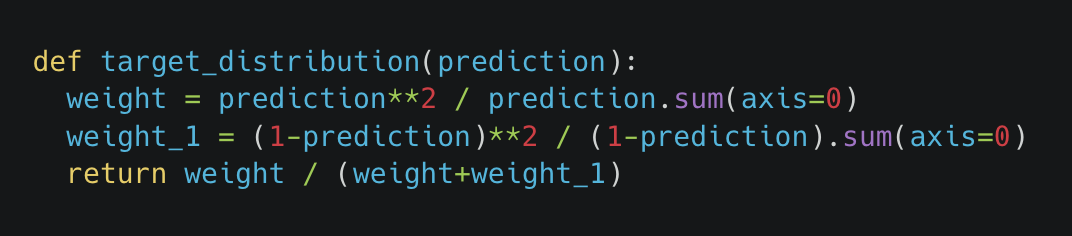 def target_distribution(prediction):
  weight = prediction**2 / prediction.sum(axis=0)
  weight_1 = (1-prediction)**2 / (1-prediction).sum(axis=0)
  return weight / (weight+weight_1)